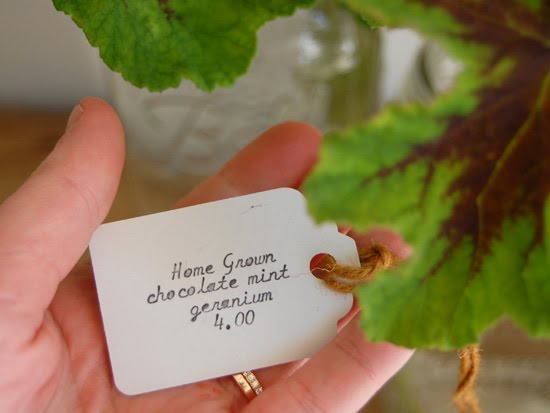 Home Grown
chocolate mint
geranium
4.00